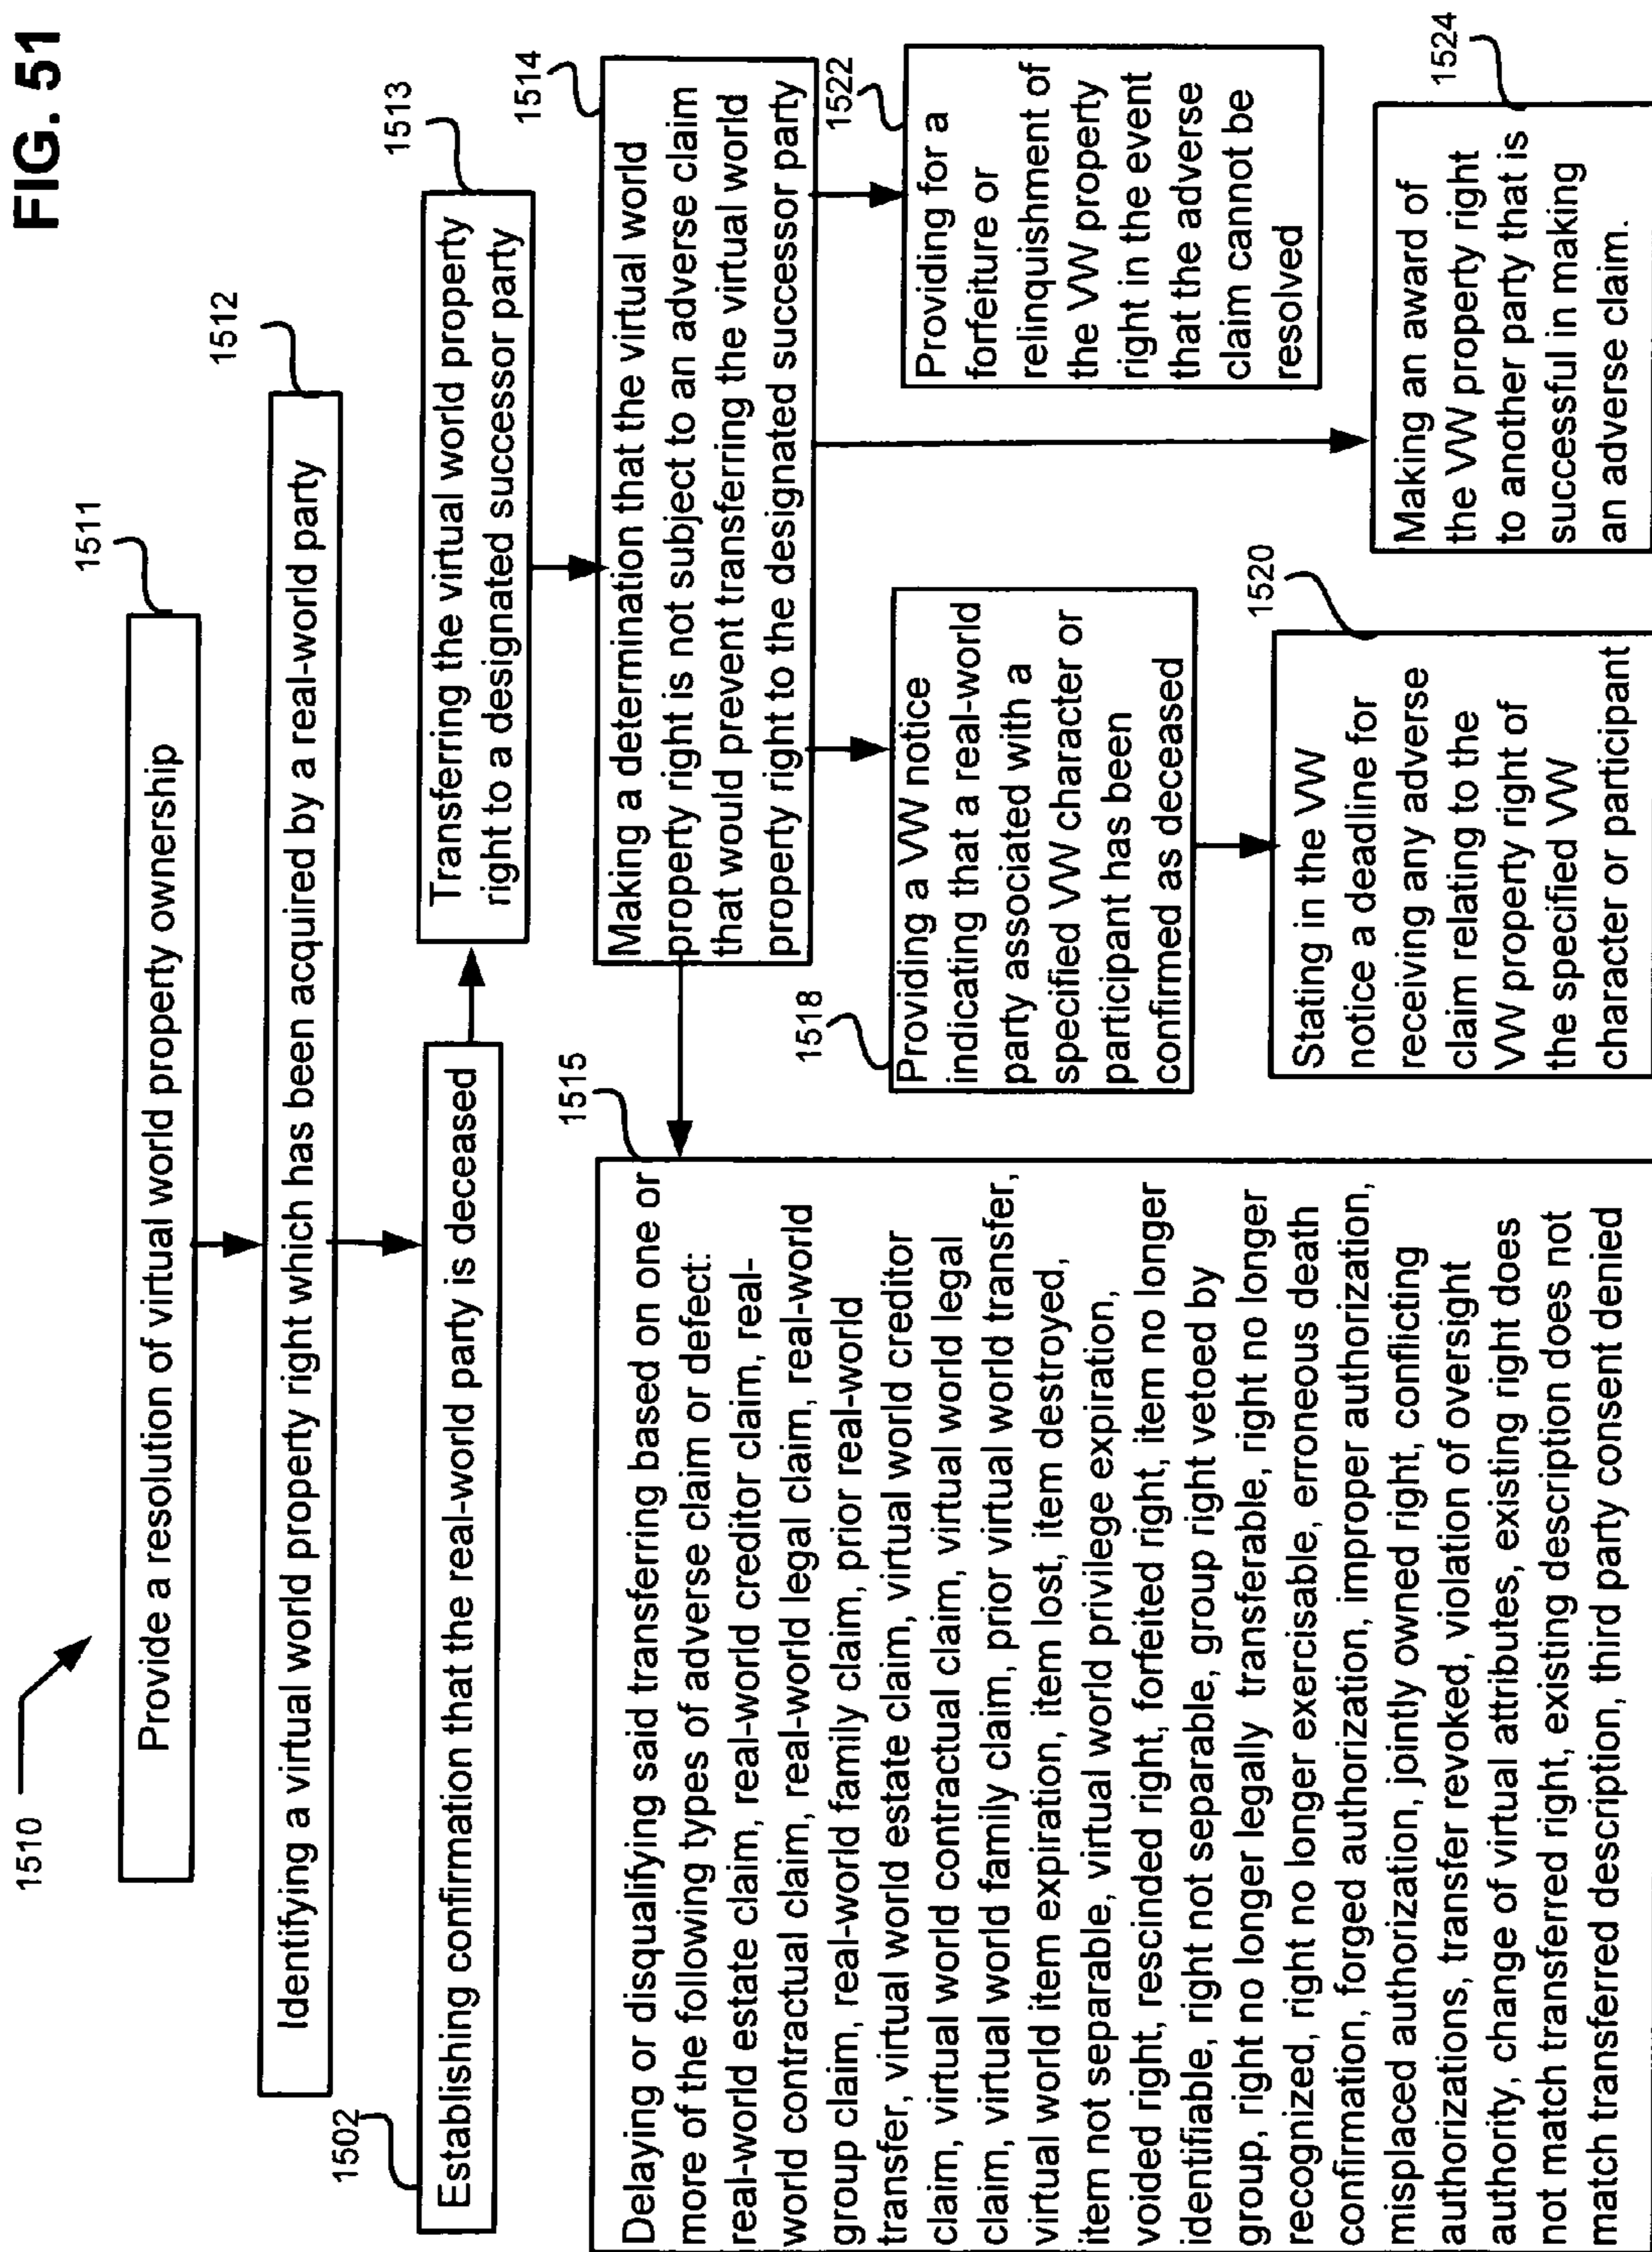 FIG. 51
1510
1511
Provide a resolution of virtual world property ownership
1512
Identifying a virtual world property right which has been acquired by a real-world party
1502
Establishing confirmation that the real-world party is deceased
1513
Transferring the virtual world property
right to a designated successor party
1514
Making a determination that the virtual world
property right is not subject to an adverse claim
that would prevent transferring the virtual world
property right to the designated successor party
1515
Delaying or disqualifying said transferring based on one or
more of the following types of adverse claim or defect:
real-world estate claim, real-world creditor claim, real-
world contractual claim, real-world legal claim, real-world
group claim, real-world family claim, prior real-world
transfer, virtual world estate claim, virtual world creditor
claim, virtual world contractual claim, virtual world legal
claim, virtual world family claim, prior virtual world transfer,
virtual world item expiration, item lost, item destroyed,
item not separable, virtual world privilege expiration,
voided right, rescinded right, forfeited right, item no longer
identifiable, right not separable, group right vetoed by
group, right no longer legally transferable, right no longer
recognized, right no longer exercisable, erroneous death
confirmation, forged authorization, improper authorization,
misplaced authorization, jointly owned right, conflicting
authorizations, transfer revoked, violation of oversight
authority, change of virtual attributes, existing right does
not match transferred right, existing description does not
match transferred description, third party consent denied
1518
Providing a VW notice
indicating that a real-world
party associated with a
specified VW character or
participant has been
confirmed as deceased
1520
Stating in the VW
notice a deadline for
receiving any adverse
claim relating to the
VW property right of
the specified VW
character or participant
1522
Providing for a
forfeiture or
relinquishment of
the VW property
right in the event
that the adverse
claim cannot be
resolved
1524
Making an award of
the VW property right
to another party that is
successful in making
an adverse claim.